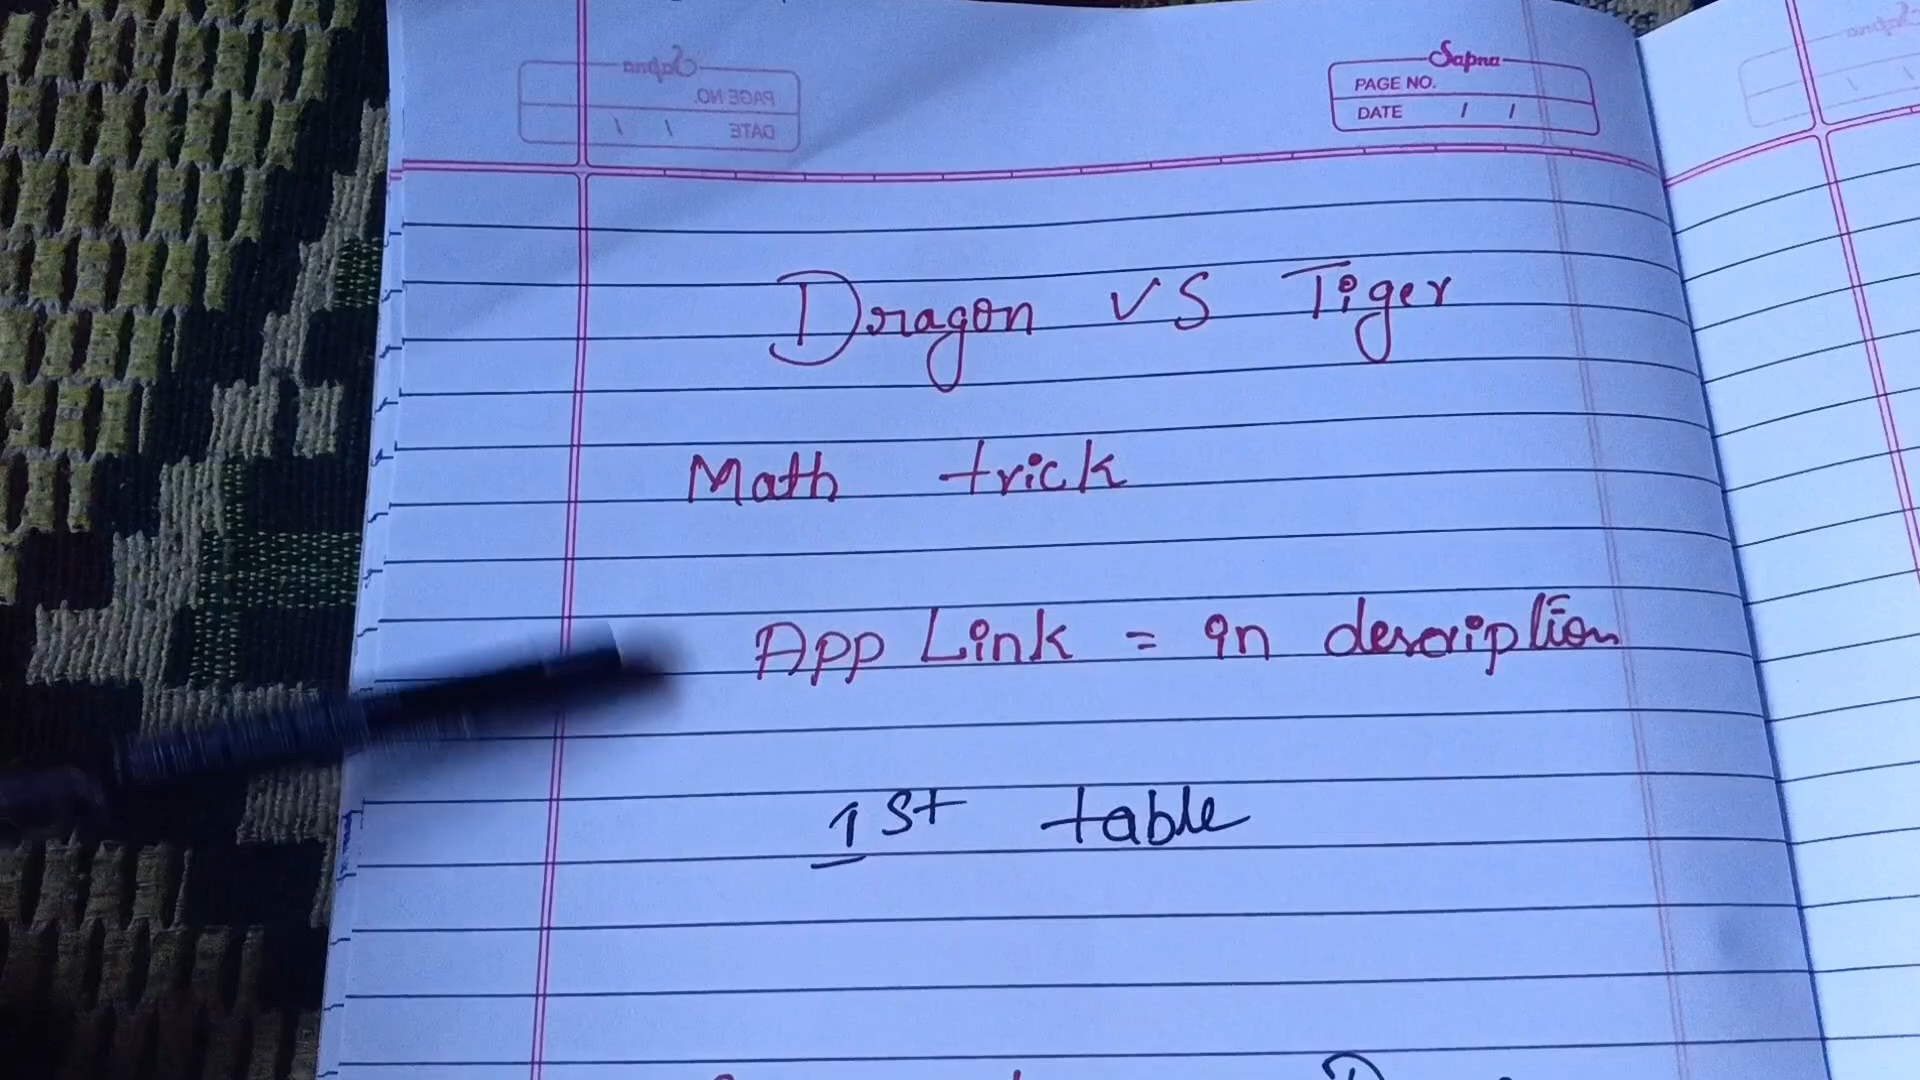 Sapna
PAGE NO.
DATE / /
Dragon VS Tiger
Math trick
App Link = in description
1st table